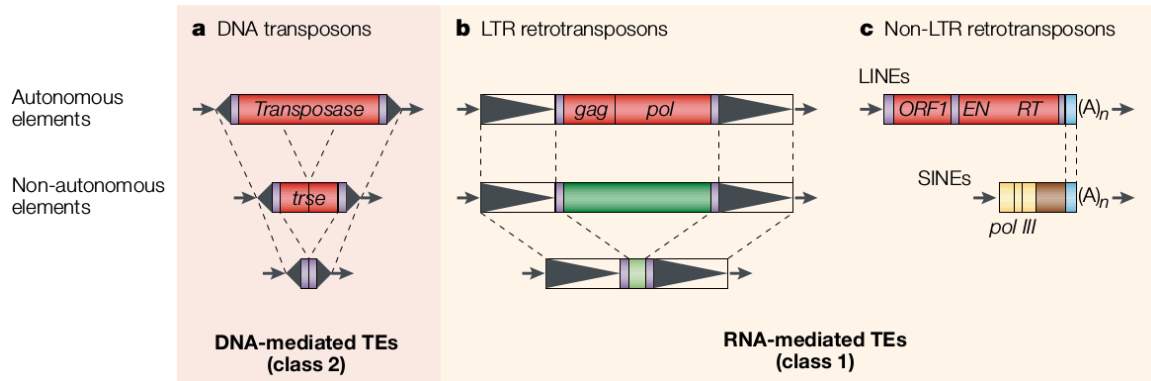 a DNA transposons
b LTR retrotransposons
c Non-LTR retrotransposons
Autonomous
elements
Transposase
gag pol
LINEs
ORF1 EN RT (A)n
Non-autonomous
elements
trse
SINEs
(A)n
pol III
DNA-mediated TEs
(class 2)
RNA-mediated TEs
(class 1)